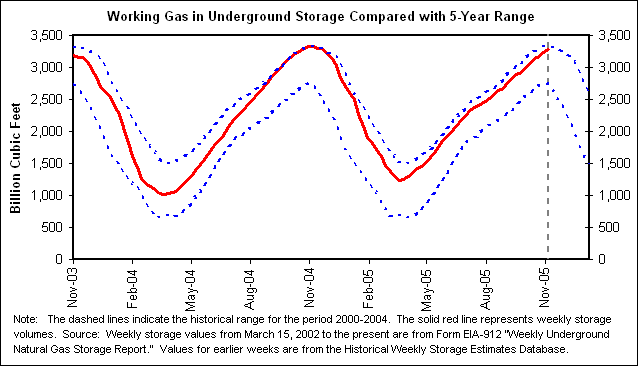 Working Gas in Underground Storage Compared with 5-Year Range
3,500
3,000
2,500
2,000
1,500
1,000
500
0
Billion Cubic Feet
3,500
3,000
2,500
2,000
1,500
1,000
500
0
Nov-03
Feb-04
May-04
Aug-04
Nov-04
Feb-05
May-05
Aug-05
Nov-05
Note: The dashed lines indicate the historical range for the period 2000-2004. The solid red line represents weekly storage
volumes. Source: Weekly storage values from March 15, 2002 to the present are from Form EIA-912 "Weekly Underground
Natural Gas Storage Report." Values for earlier weeks are from the Historical Weekly Storage Estimates Database.